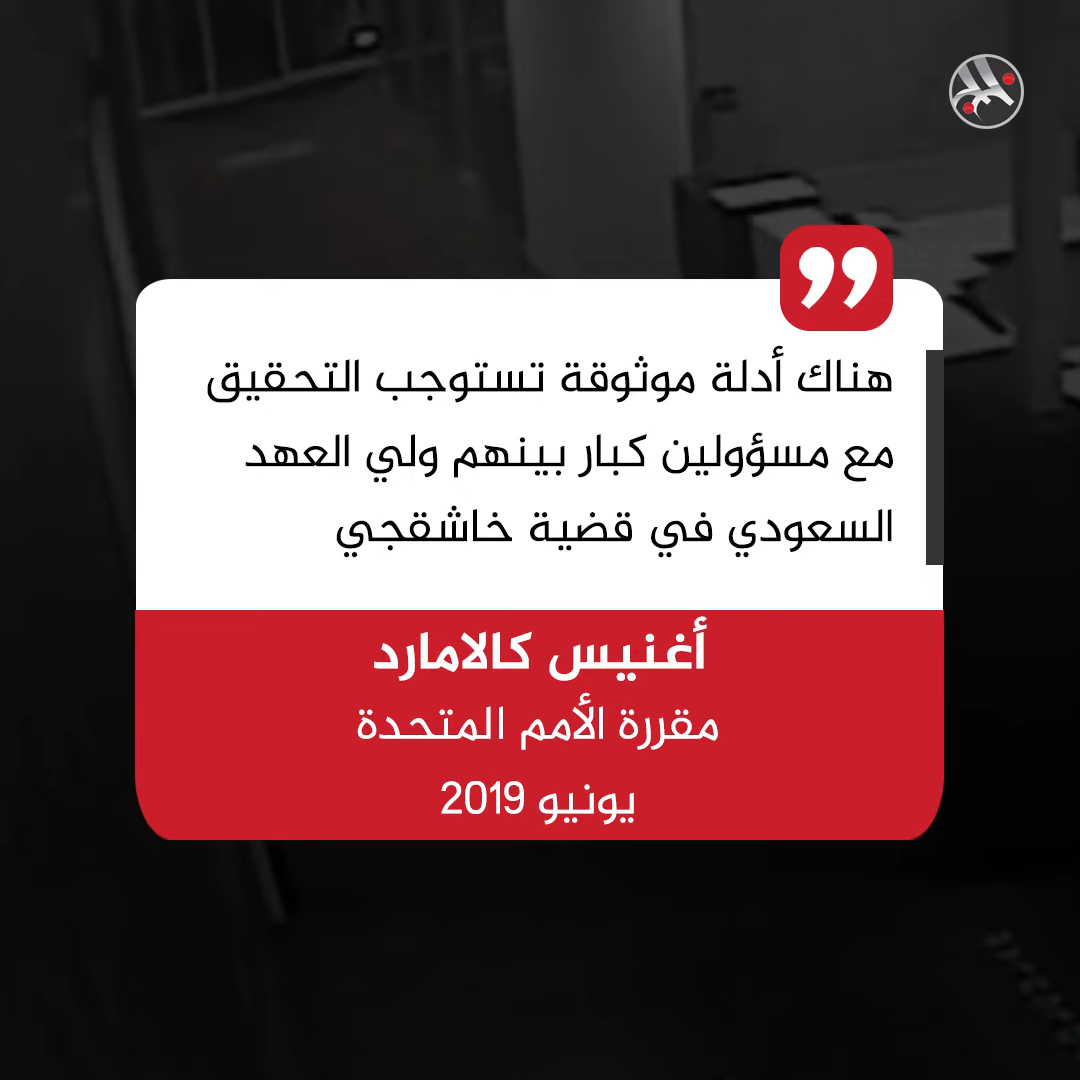 هناك أدلة موثوقة تستوجب التحقيق
مع مسؤولين كبار بينهم ولي العهد
السعودي في قضية خاشقجي
أغنيس كالامارد
مقررة الأمم المتحدة
يونيو 2019